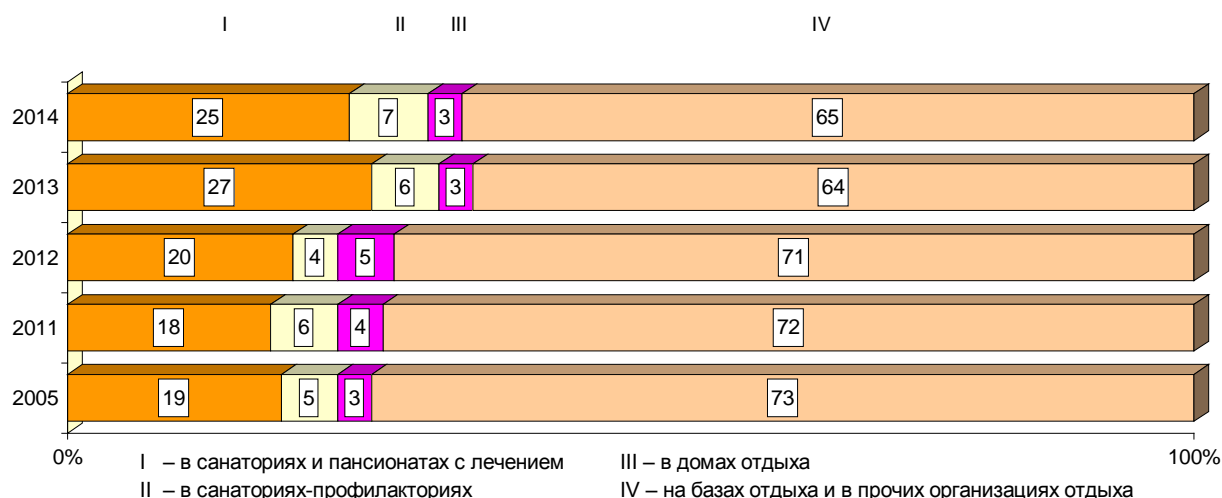 I II III IV
2014 25 7 3 65
2013 27 6 3 64
2012 20 4 5 71
2011 18 6 4 72
2005 19 5 3 73
0% 100%
I – в санаториях и пансионатах с лечением III – в домах отдыха
II – в санаториях-профилакториях IV – на базах отдыха и в прочих организациях отдыха